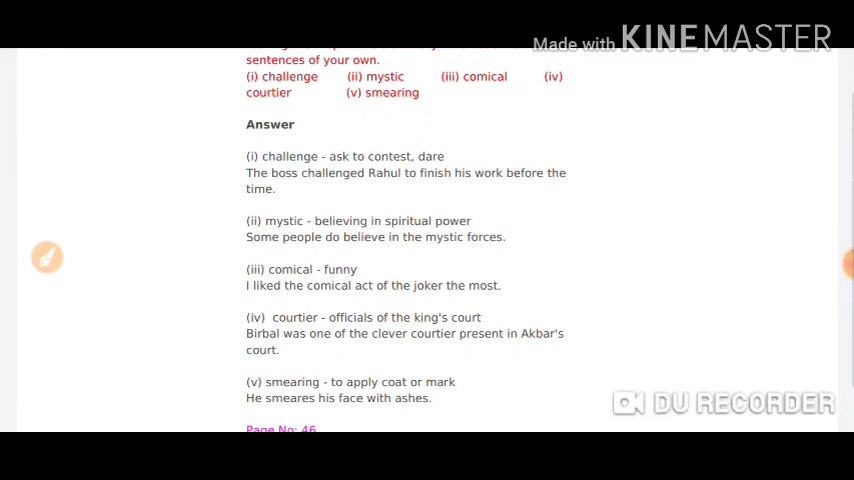 Made with KINEMASTER
sentences of your own.
(i) challenge (ii) mystic (iii) comical (iv)
courtier (v) smearing
Answer
(i) challenge - ask to contest, dare
The boss challenged Rahul to finish his work before the
time.
(ii) mystic - believing in spiritual power
Some people do believe in the mystic forces.
(iii) comical - funny
I liked the comical act of the joker the most.
(iv) courtier - officials of the king's court
Birbal was one of the clever courtier present in Akbar's
court.
(v) smearing - to apply coat or mark
He smeares his face with ashes.
DU RECORDER
Page No: 46